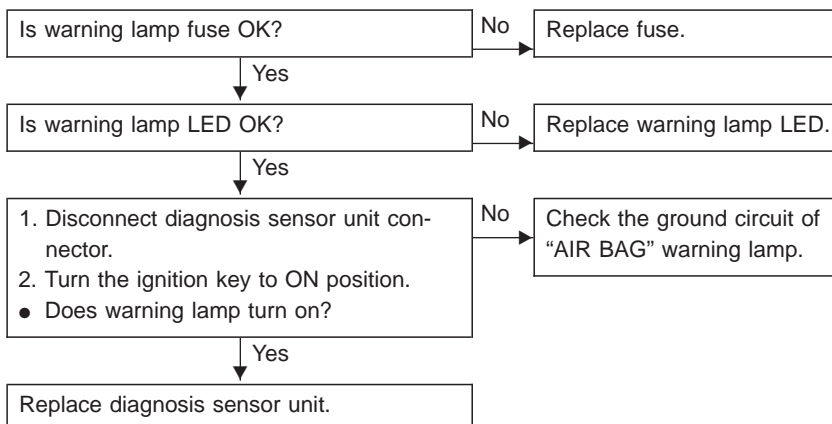 Is warning lamp fuse OK?
No
Replace fuse.
Yes
Is warning lamp LED OK?
No
Replace warning lamp LED.
Yes
1. Disconnect diagnosis sensor unit con-
nector.
2. Turn the ignition key to ON position.
● Does warning lamp turn on?
No
Check the ground circuit of
“AIR BAG” warning lamp.
Yes
Replace diagnosis sensor unit.